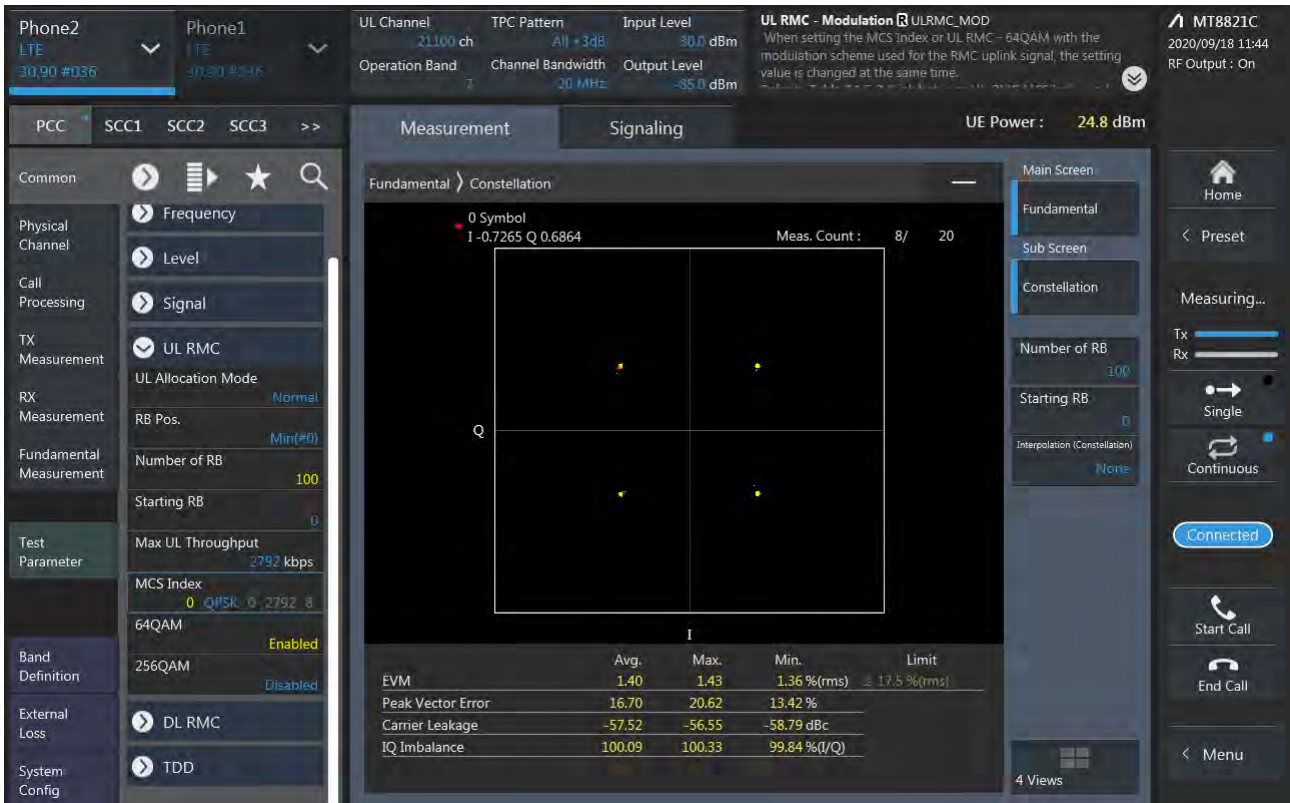 Phone2
LTE
30.90 #036
Phone1
LTE
30.90 #036
UL Channel
21100 ch
Operation Band
7
TPC Pattern
All +3dB
Channel Bandwidth
20 MHz
Input Level
30.0 dBm
Output Level
-85.0 dBm
UL RMC - Modulation R ULRMC_MOD
When setting the MCS Index or UL RMC – 64QAM with the
modulation scheme used for the RMC uplink signal, the setting
value is changed at the same time.
MT8821C
2020/09/18 11:44
RF Output : On
PCC SCC1 SCC2 SCC3 >>
Measurement
Signaling
UE Power : 24.8 dBm
Common
Physical
Channel
Call
Processing
TX
Measurement
RX
Measurement
Fundamental
Measurement
Test
Parameter
Band
Definition
External
Loss
System
Config
Frequency
Level
Signal
UL RMC
UL Allocation Mode
Normal
RB Pos.
Min(#0)
Number of RB
100
Starting RB
0
Max UL Throughput
2792 kbps
MCS Index
0 QPSK 0 2792 8
64QAM
Enabled
256QAM
Disabled
DL RMC
TDD
Fundamental ⟩ Constellation
0 Symbol
I -0.7265 Q 0.6864
Meas. Count : 8/ 20
Q
I
Avg. Max. Min. Limit
EVM 1.40 1.43 1.36 %(rms) ≤ 17.5 %(rms)
Peak Vector Error 16.70 20.62 13.42 %
Carrier Leakage -57.52 -56.55 -58.79 dBc
IQ Imbalance 100.09 100.33 99.84 %(I/Q)
Main Screen
Fundamental
Sub Screen
Constellation
Number of RB
100
Starting RB
0
Interpolation (Constellation)
None
4 Views
Home
< Preset
Measuring...
Tx
Rx
Single
Continuous
Connected
Start Call
End Call
< Menu